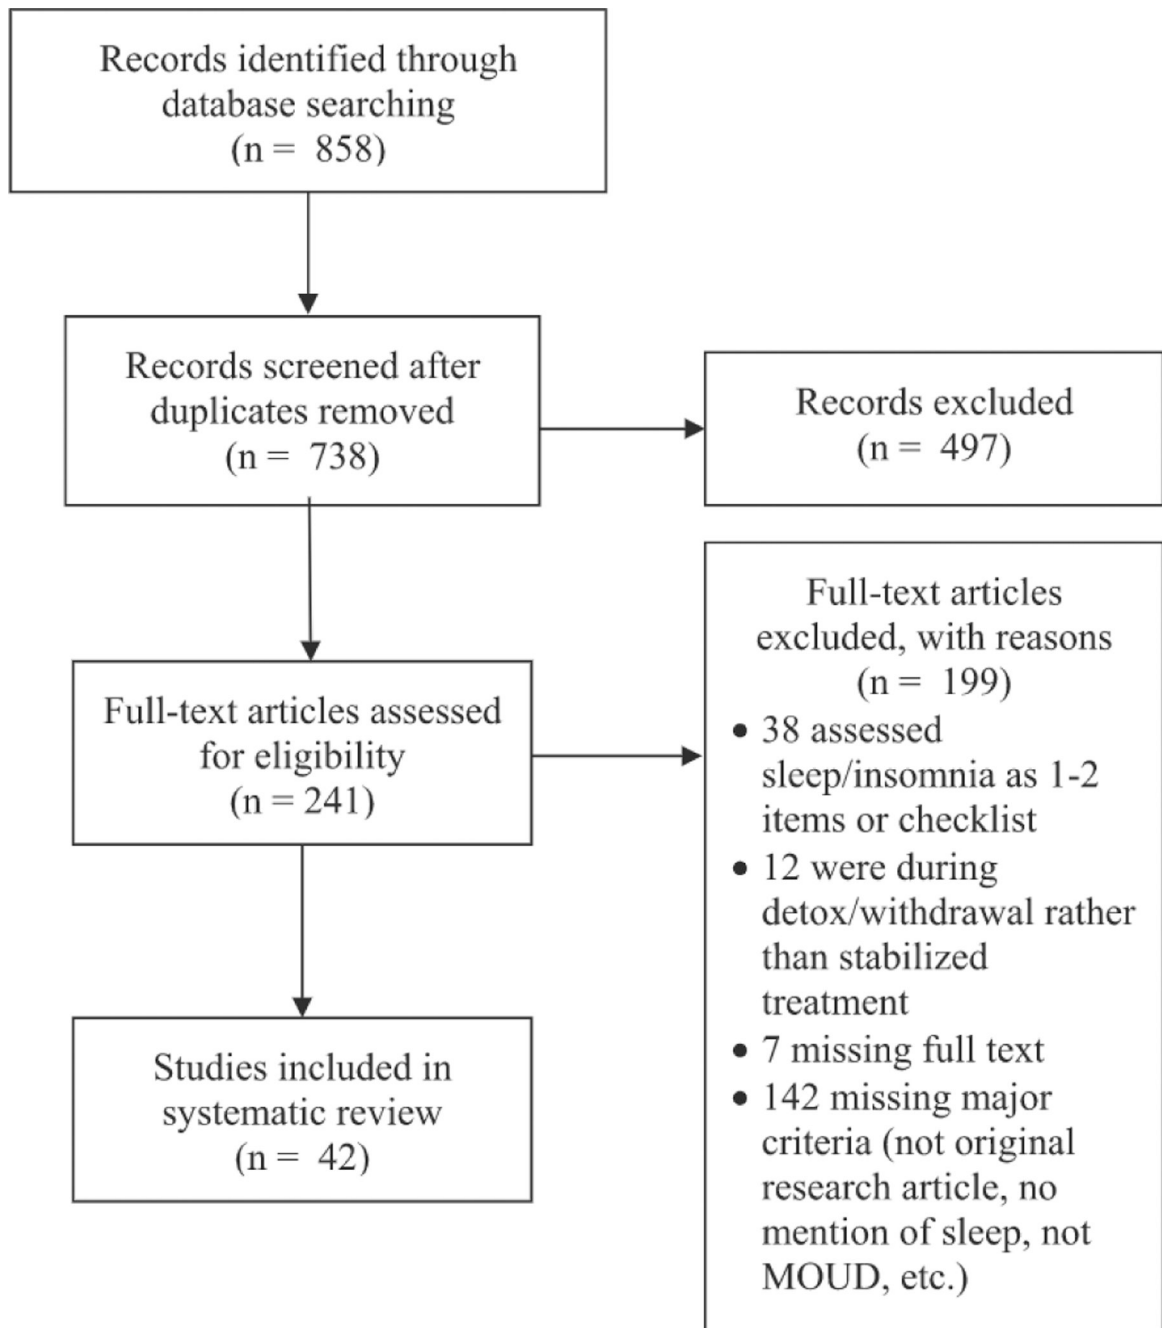 Records identified through
database searching
(n = 858)
Records screened after
duplicates removed
(n = 738)
Records excluded
(n = 497)
Full-text articles assessed
for eligibility
(n = 241)
Full-text articles
excluded, with reasons
(n = 199)
• 38 assessed
sleep/insomnia as 1-2
items or checklist
• 12 were during
detox/withdrawal rather
than stabilized
treatment
• 7 missing full text
• 142 missing major
criteria (not original
research article, no
mention of sleep, not
MOUD, etc.)
Studies included in
systematic review
(n = 42)